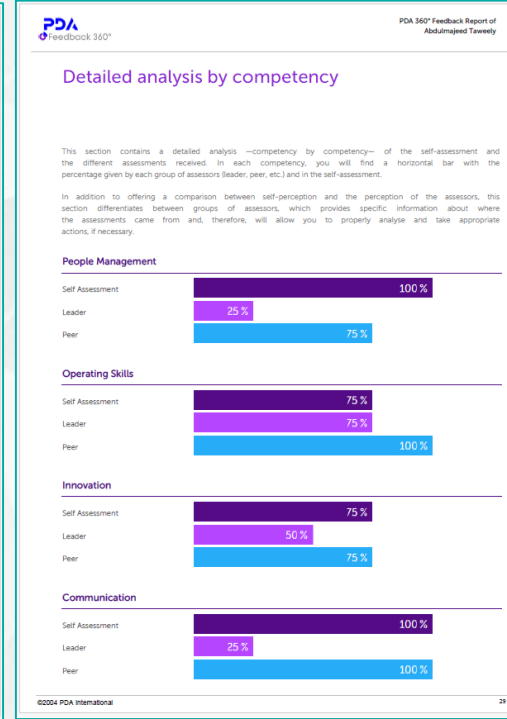 PDA
Feedback 360°
PDA 360° Feedback Report of
Abdulmajeed Taweely
Detailed analysis by competency
This section contains a detailed analysis —competency by competency— of the self-assessment and
the different assessments received. In each competency, you will find a horizontal bar with the
percentage given by each group of assessors (leader, peer, etc.) and in the self-assessment.
In addition to offering a comparison between self-perception and the perception of the assessors, this
section differentiates between groups of assessors, which provides specific information about where
the assessments came from and, therefore, will allow you to properly analyse and take appropriate
actions, if necessary.
People Management
Self Assessment 100 %
Leader 25 %
Peer 75 %
Operating Skills
Self Assessment 75 %
Leader 75 %
Peer 100 %
Innovation
Self Assessment 75 %
Leader 50 %
Peer 75 %
Communication
Self Assessment 100 %
Leader 25 %
Peer 100 %
©2004 PDA International 29